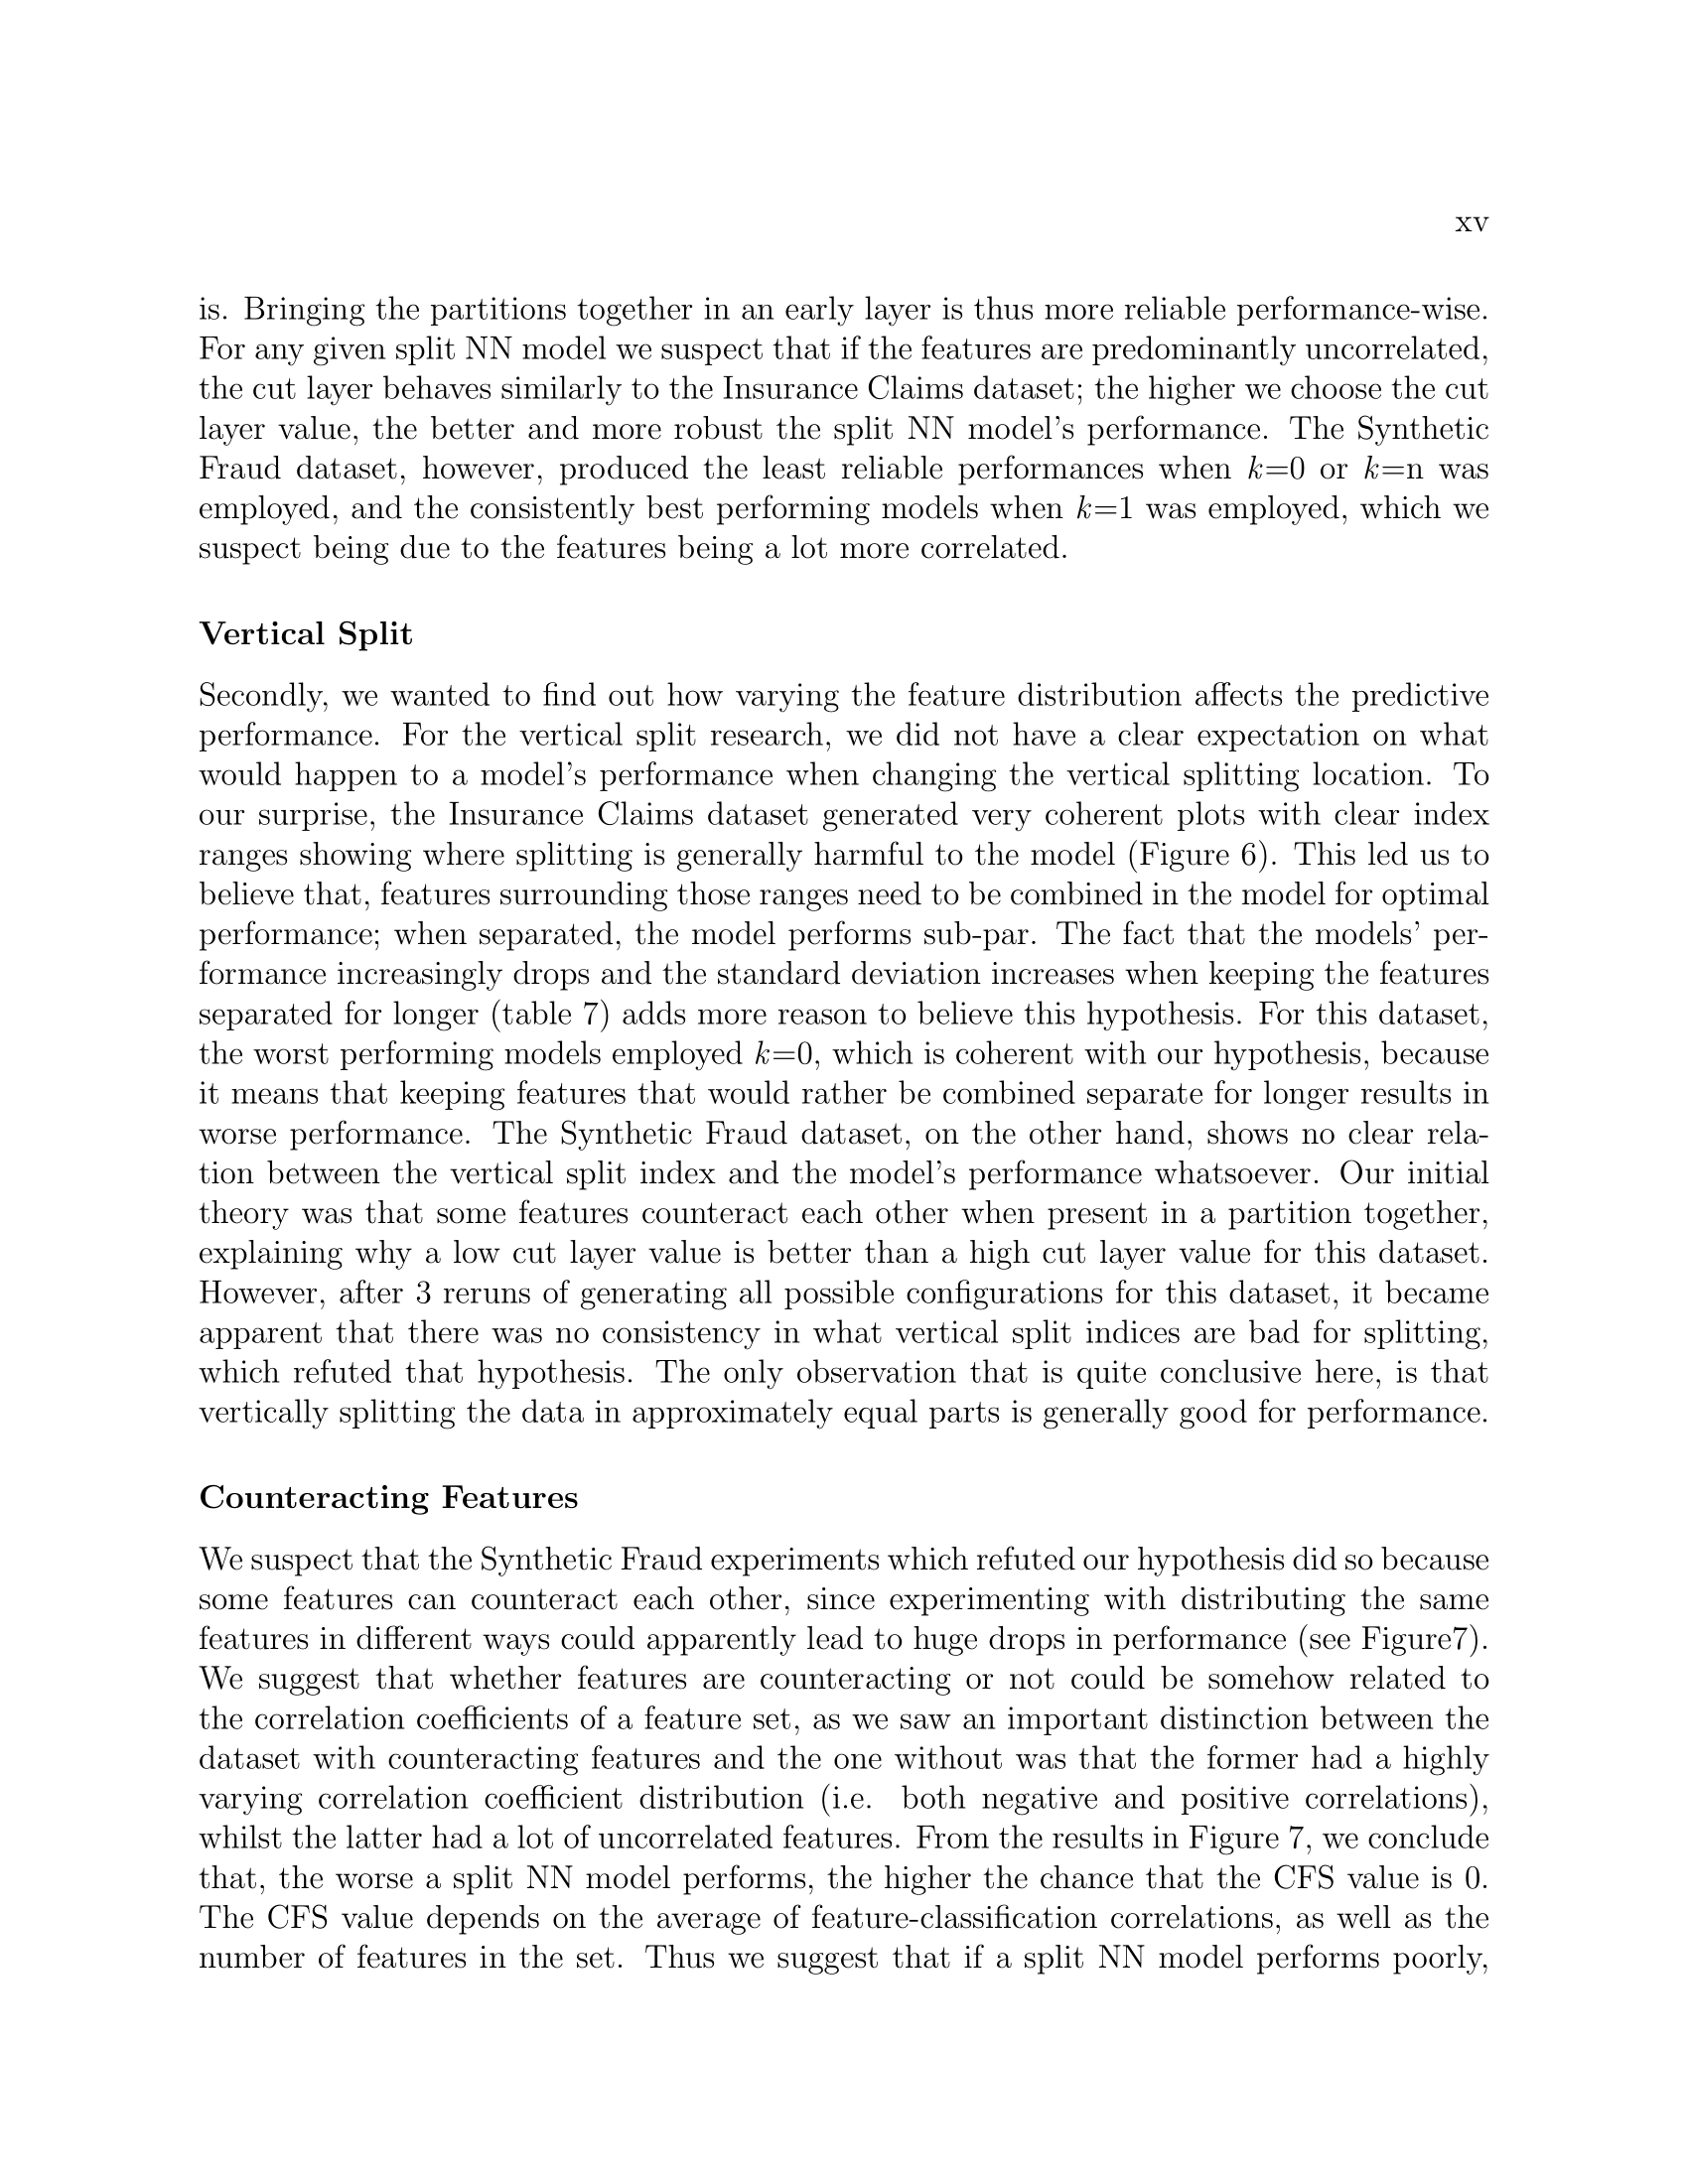 xv
is. Bringing the partitions together in an early layer is thus more reliable performance-wise.
For any given split NN model we suspect that if the features are predominantly uncorrelated,
the cut layer behaves similarly to the Insurance Claims dataset; the higher we choose the cut
layer value, the better and more robust the split NN model's performance. The Synthetic
Fraud dataset, however, produced the least reliable performances when k=0 or k=n was
employed, and the consistently best performing models when k=1 was employed, which we
suspect being due to the features being a lot more correlated.
Vertical Split
Secondly, we wanted to find out how varying the feature distribution affects the predictive
performance. For the vertical split research, we did not have a clear expectation on what
would happen to a model's performance when changing the vertical splitting location. To
our surprise, the Insurance Claims dataset generated very coherent plots with clear index
ranges showing where splitting is generally harmful to the model (Figure 6). This led us to
believe that, features surrounding those ranges need to be combined in the model for optimal
performance; when separated, the model performs sub-par. The fact that the models' per-
formance increasingly drops and the standard deviation increases when keeping the features
separated for longer (table 7) adds more reason to believe this hypothesis. For this dataset,
the worst performing models employed k=0, which is coherent with our hypothesis, because
it means that keeping features that would rather be combined separate for longer results in
worse performance. The Synthetic Fraud dataset, on the other hand, shows no clear rela-
tion between the vertical split index and the model's performance whatsoever. Our initial
theory was that some features counteract each other when present in a partition together,
explaining why a low cut layer value is better than a high cut layer value for this dataset.
However, after 3 reruns of generating all possible configurations for this dataset, it became
apparent that there was no consistency in what vertical split indices are bad for splitting,
which refuted that hypothesis. The only observation that is quite conclusive here, is that
vertically splitting the data in approximately equal parts is generally good for performance.
Counteracting Features
We suspect that the Synthetic Fraud experiments which refuted our hypothesis did so because
some features can counteract each other, since experimenting with distributing the same
features in different ways could apparently lead to huge drops in performance (see Figure7).
We suggest that whether features are counteracting or not could be somehow related to
the correlation coefficients of a feature set, as we saw an important distinction between the
dataset with counteracting features and the one without was that the former had a highly
varying correlation coefficient distribution (i.e. both negative and positive correlations),
whilst the latter had a lot of uncorrelated features. From the results in Figure 7, we conclude
that, the worse a split NN model performs, the higher the chance that the CFS value is 0.
The CFS value depends on the average of feature-classification correlations, as well as the
number of features in the set. Thus we suggest that if a split NN model performs poorly,